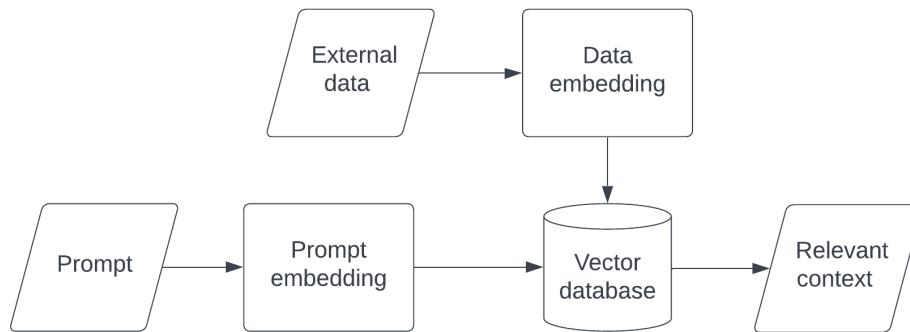 External
data
Data
embedding
Prompt
Prompt
embedding
Vector
database
Relevant
context